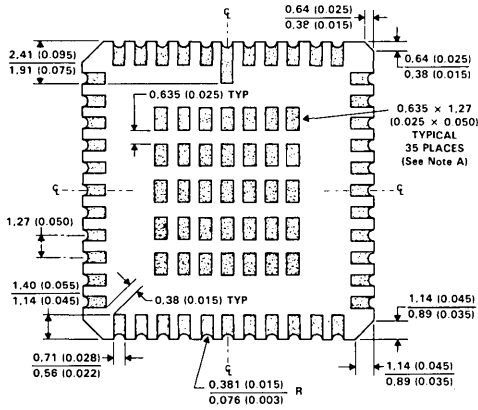 ℄
0.64 (0.025)
0.38 (0.015)
2,41 (0.095)
1,91 (0.075)
0,64 (0.025)
0,38 (0.015)
0,635 (0.025) TYP
0,635 × 1,27
(0.025 × 0.050)
TYPICAL
35 PLACES
(See Note A)
℄
℄
1,27 (0.050)
1,40 (0.055)
1,14 (0.045)
0,38 (0.015) TYP
1,14 (0.045)
0,89 (0.035)
0,71 (0.028)
0,56 (0.022)
℄
0,381 (0.015)
0,076 (0.003)
R
1,14 (0.045)
0,89 (0.035)